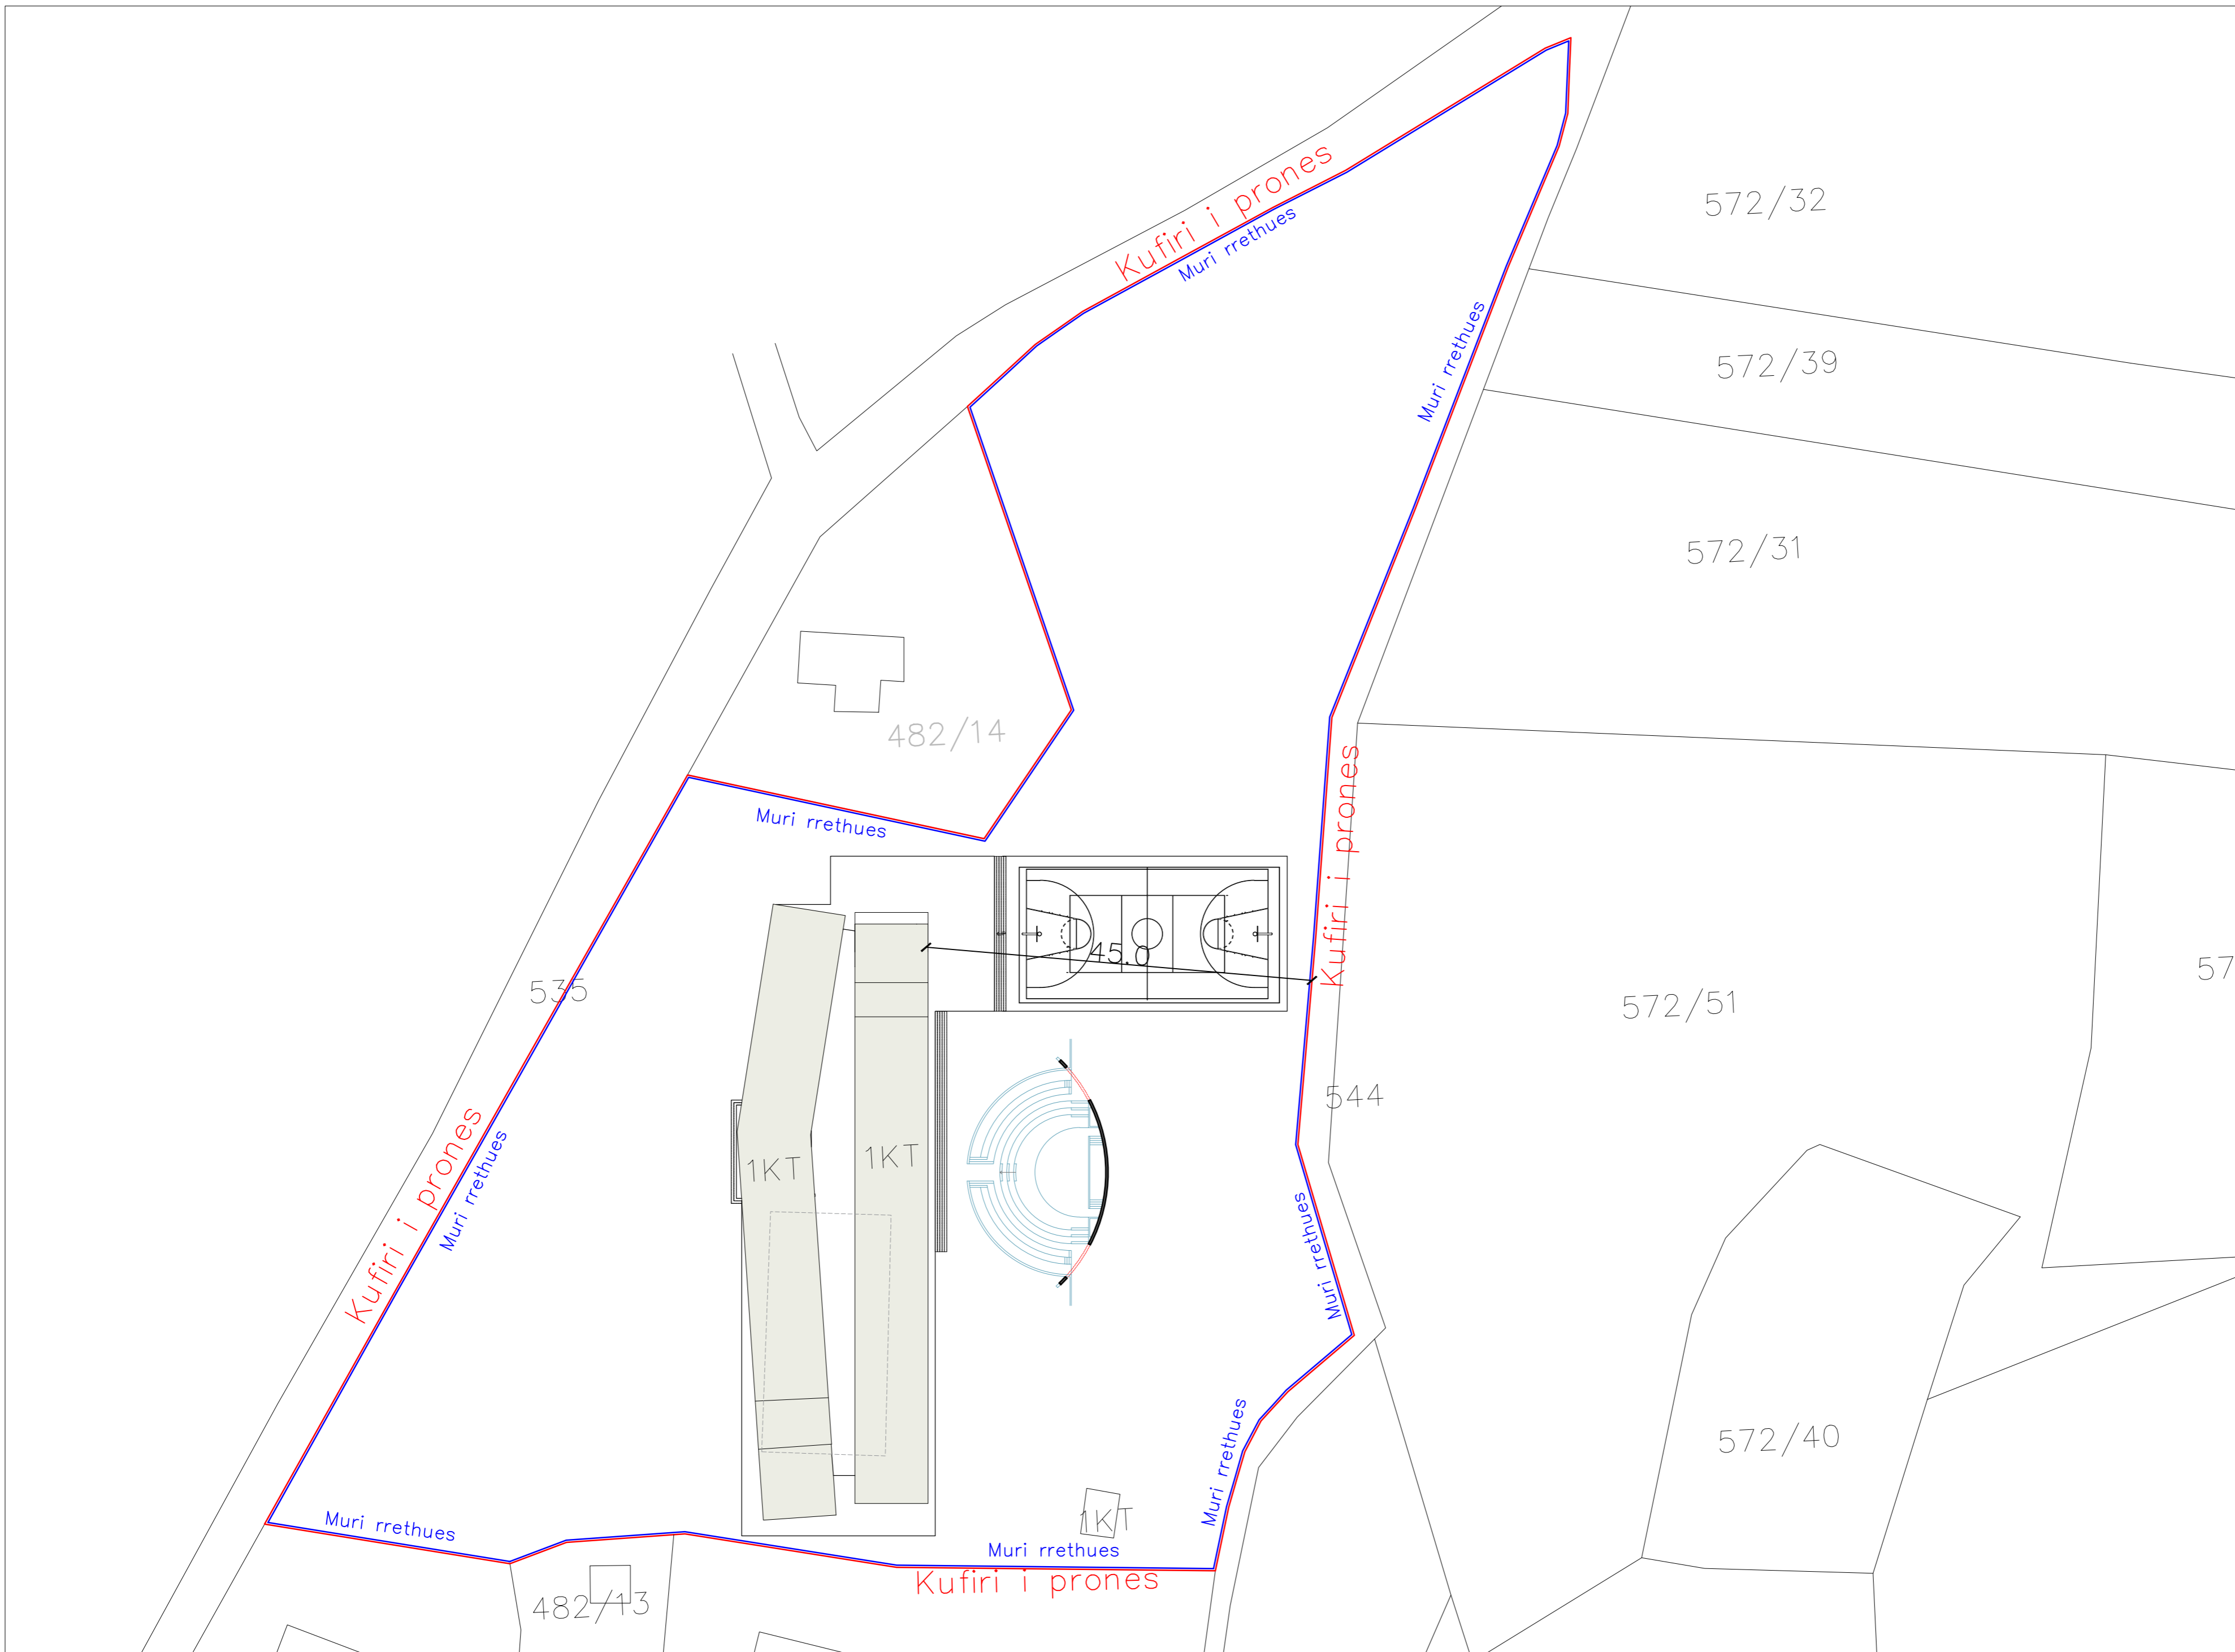 Kufiri i prones
Muri rrethues
572/32
Muri rrethues
572/39
572/31
482/14
Kufiri i prones
Muri rrethues
45.0
535
572/51
57
544
Kufiri i prones
Muri rrethues
1KT
1KT
Muri rrethues
Muri rrethues
572/40
1KT
Muri rrethues
Muri rrethues
Kufiri i prones
482/13